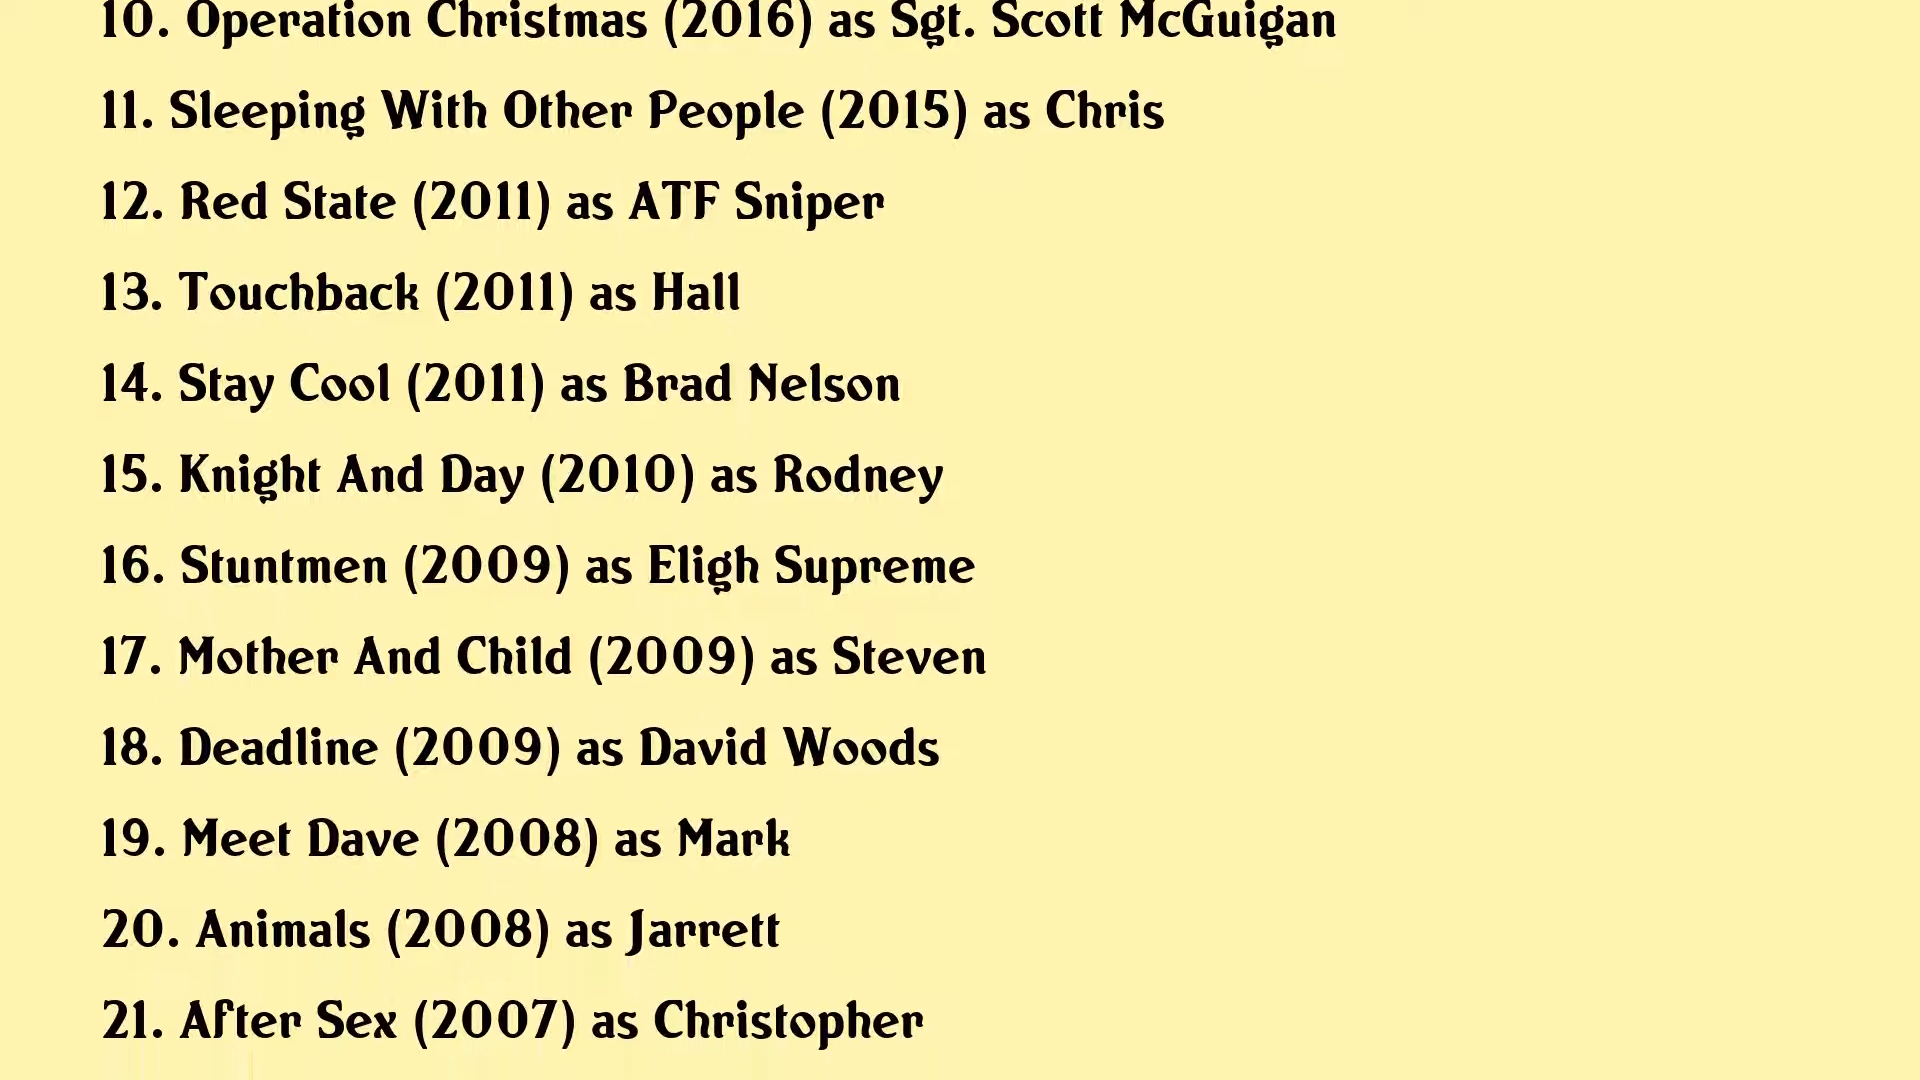 10. Operation Christmas (2016) as Sgt. Scott McGuigan
11. Sleeping With Other People (2015) as Chris
12. Red State (2011) as ATF Sniper
13. Touchback (2011) as Hall
14. Stay Cool (2011) as Brad Nelson
15. Knight And Day (2010) as Rodney
16. Stuntmen (2009) as Eligh Supreme
17. Mother And Child (2009) as Steven
18. Deadline (2009) as David Woods
19. Meet Dave (2008) as Mark
20. Animals (2008) as Jarrett
21. After Sex (2007) as Christopher